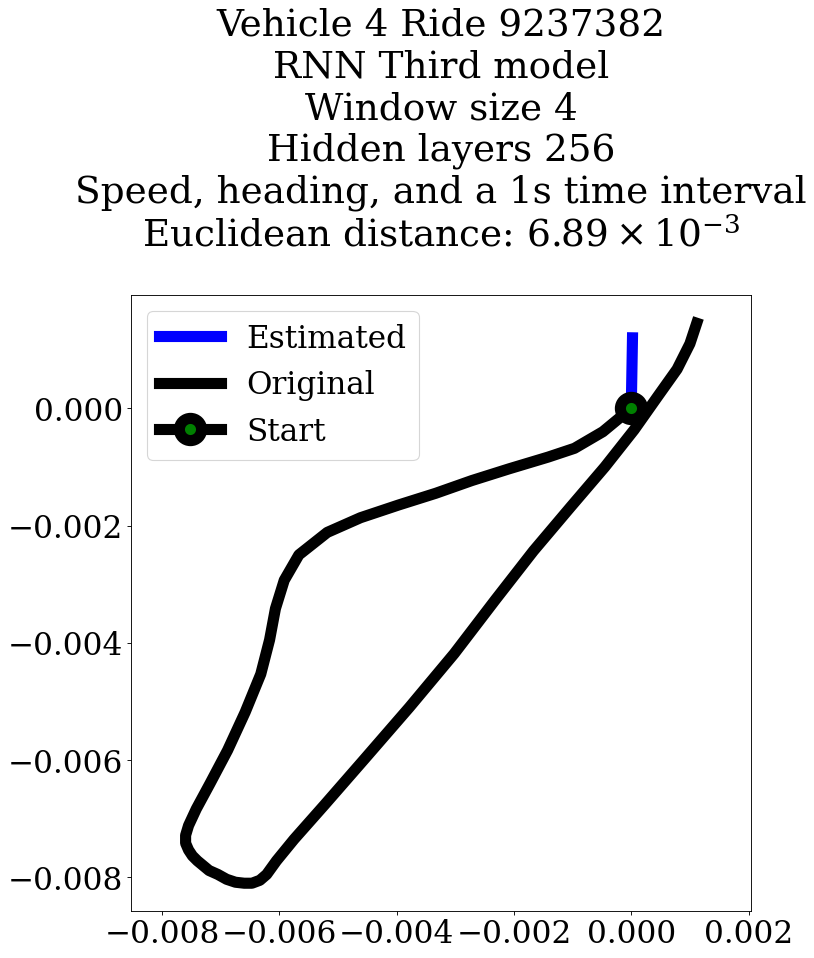 Vehicle 4 Ride 9237382
RNN Third model
Window size 4
Hidden layers 256
Speed, heading, and a 1s time interval
Euclidean distance: 6.89 × 10⁻³
Estimated
Original
Start
0.000
−0.002
−0.004
−0.006
−0.008
−0.008 −0.006 −0.004 −0.002 0.000 0.002